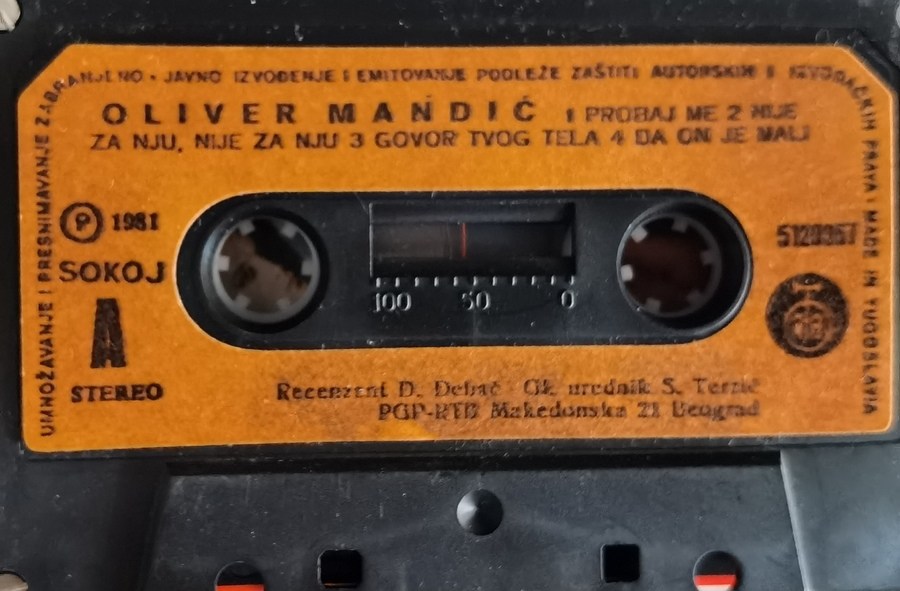 UMNOŽAVANJE I PRESNIMAVANJE ZABRANJENO • JAVNO IZVOĐENJE I EMITOVANJE PODLEŽE ZAŠTITI AUTORSKIH I IZVOĐAČKIH PRAVA • MADE IN YUGOSLAVIA
OLIVER MANDIĆ 1 PROBAJ ME 2 NIJE
ZA NJU, NIJE ZA NJU 3 GOVOR TVOG TELA 4 DA ON JE MALI
Ⓟ 1981
SOKOJ
A
STEREO
100 50 0
Recenzent D. Debač Gl. urednik S. Terzić
PGP-RTB Makedonska 21 Beograd